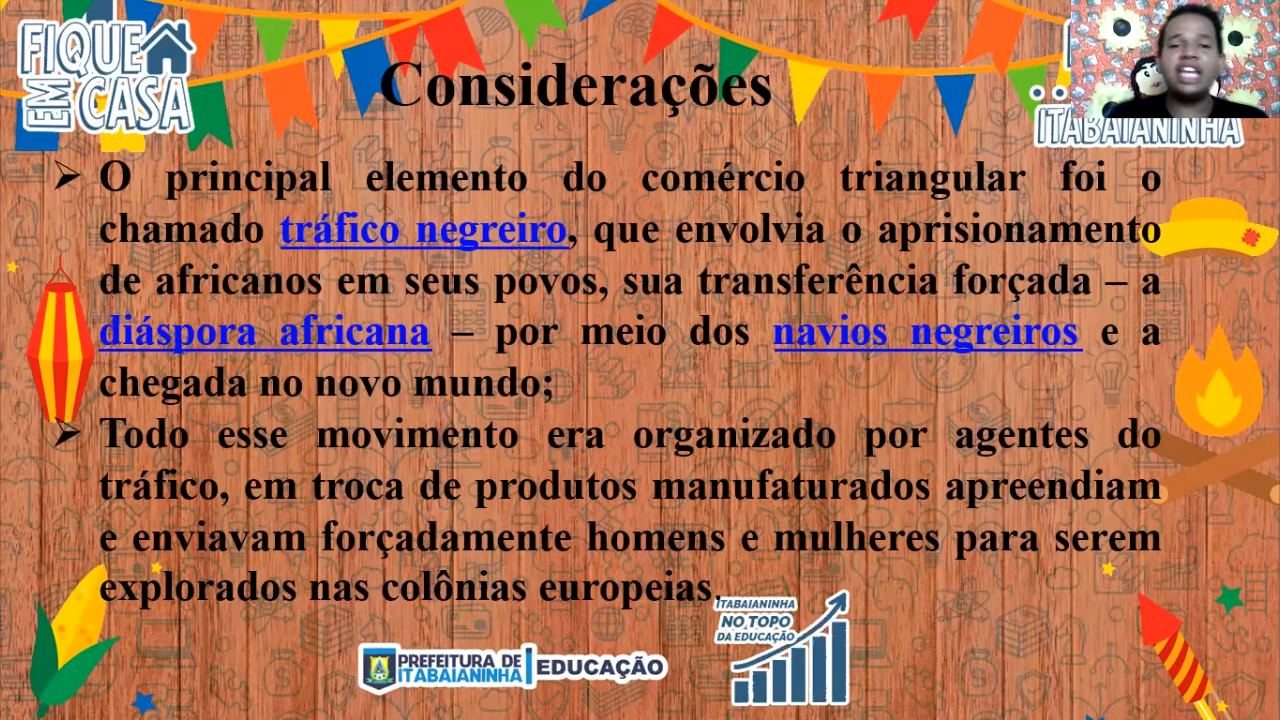 FIQUE
EM CASA
Considerações
ITABAIANINHA
➢ O principal elemento do comércio triangular foi o
chamado tráfico negreiro, que envolvia o aprisionamento
de africanos em seus povos, sua transferência forçada – a
diáspora africana – por meio dos navios negreiros e a
chegada no novo mundo;
➢ Todo esse movimento era organizado por agentes do
tráfico, em troca de produtos manufaturados apreendiam
e enviavam forçadamente homens e mulheres para serem
explorados nas colônias europeias.
ITABAIANINHA
NO TOPO
DA EDUCAÇÃO
PREFEITURA DE
ITABAIANINHA
EDUCAÇÃO